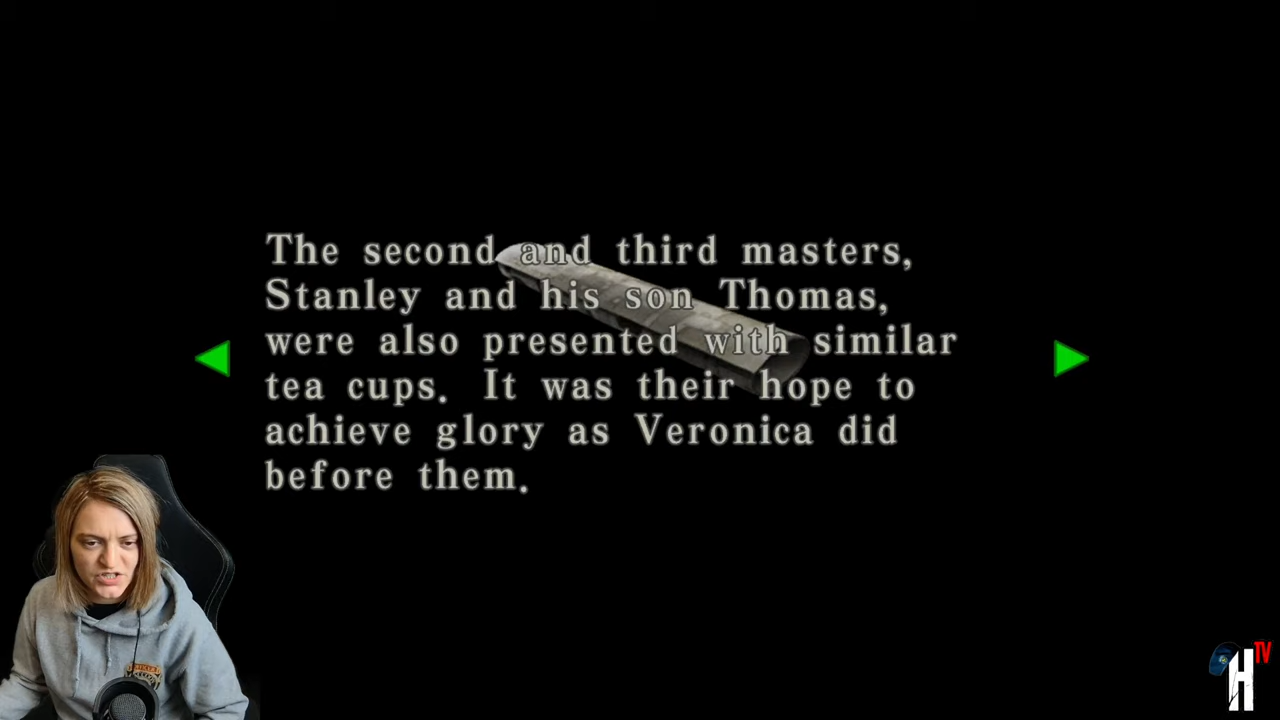 The second and third masters,
Stanley and his son Thomas,
were also presented with similar
tea cups. It was their hope to
achieve glory as Veronica did
before them.
H TV